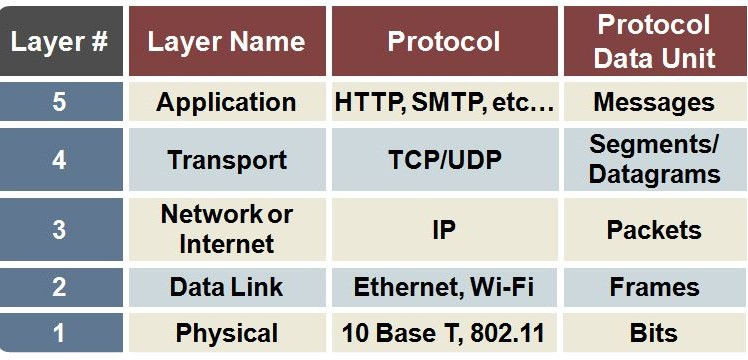 Layer # Layer Name Protocol Protocol
Data Unit
5 Application HTTP, SMTP, etc… Messages
4 Transport TCP/UDP Segments/
Datagrams
3 Network or
Internet IP Packets
2 Data Link Ethernet, Wi-Fi Frames
1 Physical 10 Base T, 802.11 Bits